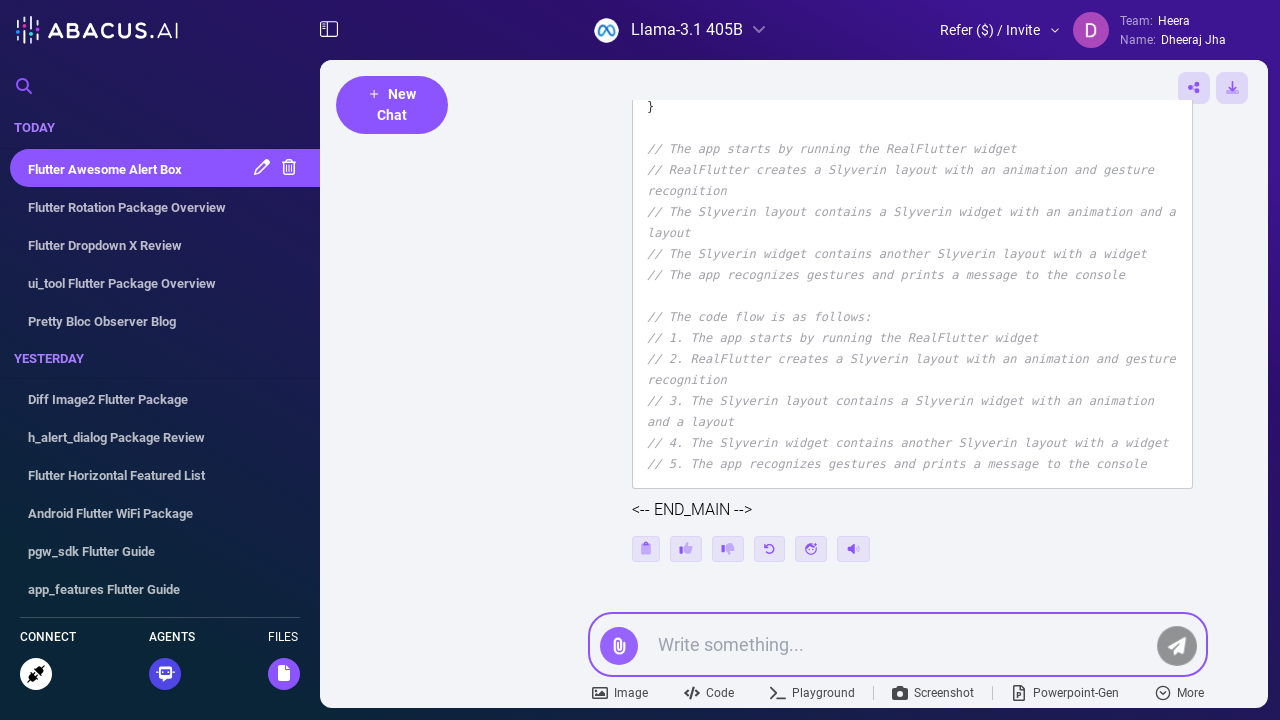 ABACUS.AI
Llama-3.1 405B
Refer ($) / Invite
D
Team: Heera
Name: Dheeraj Jha
TODAY
Flutter Awesome Alert Box
Flutter Rotation Package Overview
Flutter Dropdown X Review
ui_tool Flutter Package Overview
Pretty Bloc Observer Blog
YESTERDAY
Diff Image2 Flutter Package
h_alert_dialog Package Review
Flutter Horizontal Featured List
Android Flutter WiFi Package
pgw_sdk Flutter Guide
app_features Flutter Guide
CONNECT
AGENTS
FILES
+ New
Chat
}
// The app starts by running the RealFlutter widget
// RealFlutter creates a Slyverin layout with an animation and gesture
recognition
// The Slyverin layout contains a Slyverin widget with an animation and a
layout
// The Slyverin widget contains another Slyverin layout with a widget
// The app recognizes gestures and prints a message to the console
// The code flow is as follows:
// 1. The app starts by running the RealFlutter widget
// 2. RealFlutter creates a Slyverin layout with an animation and gesture
recognition
// 3. The Slyverin layout contains a Slyverin widget with an animation
and a layout
// 4. The Slyverin widget contains another Slyverin layout with a widget
// 5. The app recognizes gestures and prints a message to the console
<-- END_MAIN -->
Write something...
Image
Code
Playground
Screenshot
Powerpoint-Gen
More